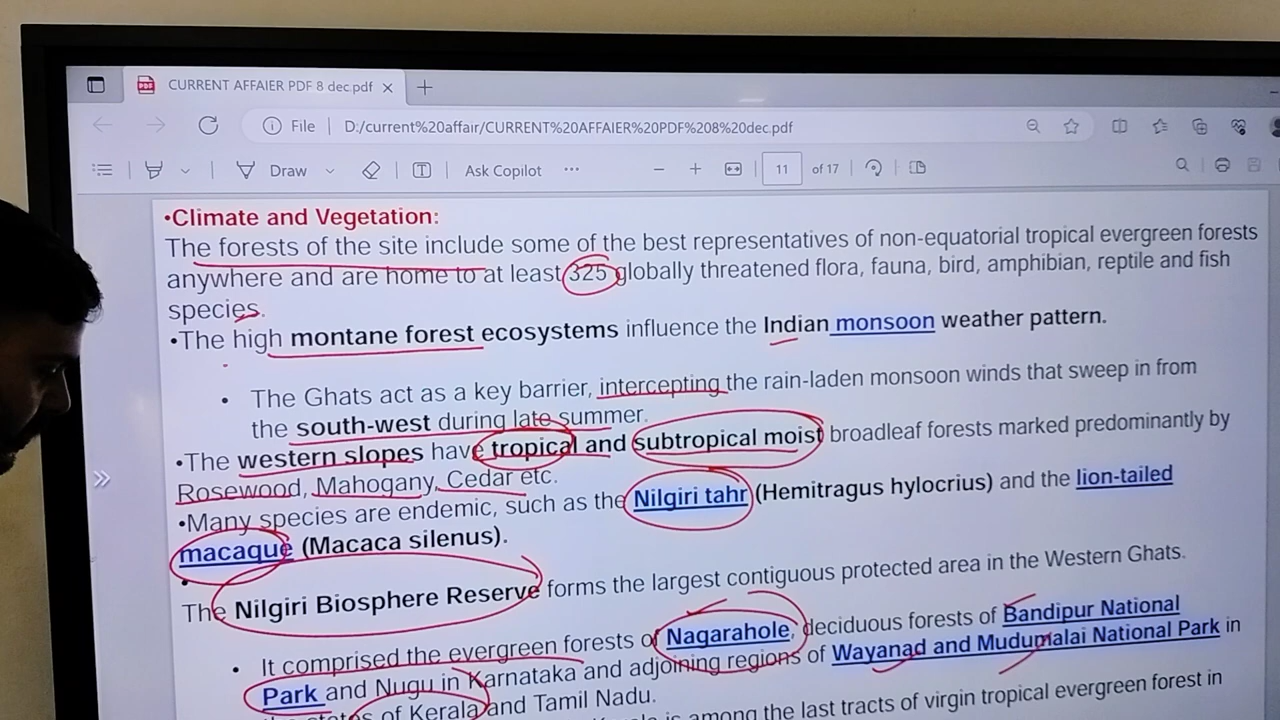 CURRENT AFFAIER PDF 8 dec.pdf
File
D:/current%20affair/CURRENT%20AFFAIER%20PDF%208%20dec.pdf
Draw
Ask Copilot
11
of 17
•Climate and Vegetation:
The forests of the site include some of the best representatives of non-equatorial tropical evergreen forests
anywhere and are home to at least 325 globally threatened flora, fauna, bird, amphibian, reptile and fish
species.
•The high montane forest ecosystems influence the Indian monsoon weather pattern.
• The Ghats act as a key barrier, intercepting the rain-laden monsoon winds that sweep in from
the south-west during late summer.
•The western slopes have tropical and subtropical moist broadleaf forests marked predominantly by
Rosewood, Mahogany, Cedar etc.
•Many species are endemic, such as the Nilgiri tahr (Hemitragus hylocrius) and the lion-tailed
macaque (Macaca silenus).
•
The Nilgiri Biosphere Reserve forms the largest contiguous protected area in the Western Ghats.
• It comprised the evergreen forests of Nagarahole, deciduous forests of Bandipur National
Park and Nugu in Karnataka and adjoining regions of Wayanad and Mudumalai National Park in
of Kerala and Tamil Nadu.
is among the last tracts of virgin tropical evergreen forest in